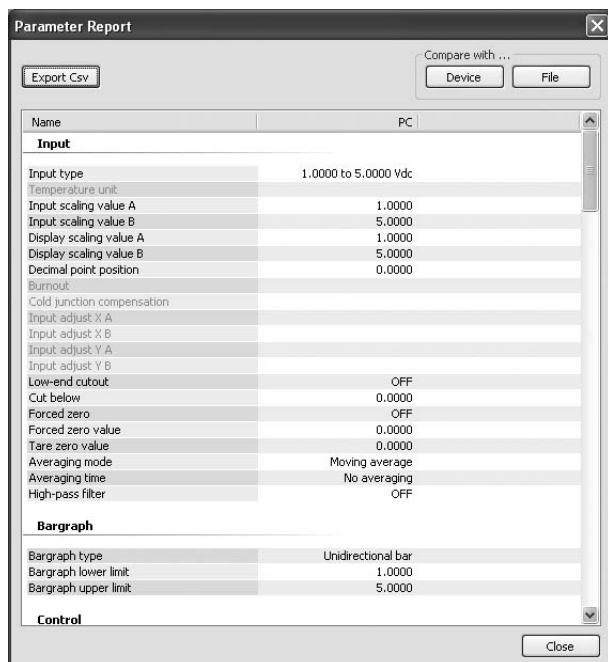 Parameter Report
Compare with ...
Export Csv
Device
File
Name PC
Input
Input type 1.0000 to 5.0000 Vdc
Temperature unit
Input scaling value A 1.0000
Input scaling value B 5.0000
Display scaling value A 1.0000
Display scaling value B 5.0000
Decimal point position 0.0000
Burnout
Cold junction compensation
Input adjust X A
Input adjust X B
Input adjust Y A
Input adjust Y B
Low-end cutout OFF
Cut below 0.0000
Forced zero OFF
Forced zero value 0.0000
Tare zero value 0.0000
Averaging mode Moving average
Averaging time No averaging
High-pass filter OFF
Bargraph
Bargraph type Unidirectional bar
Bargraph lower limit 1.0000
Bargraph upper limit 5.0000
Control
Close